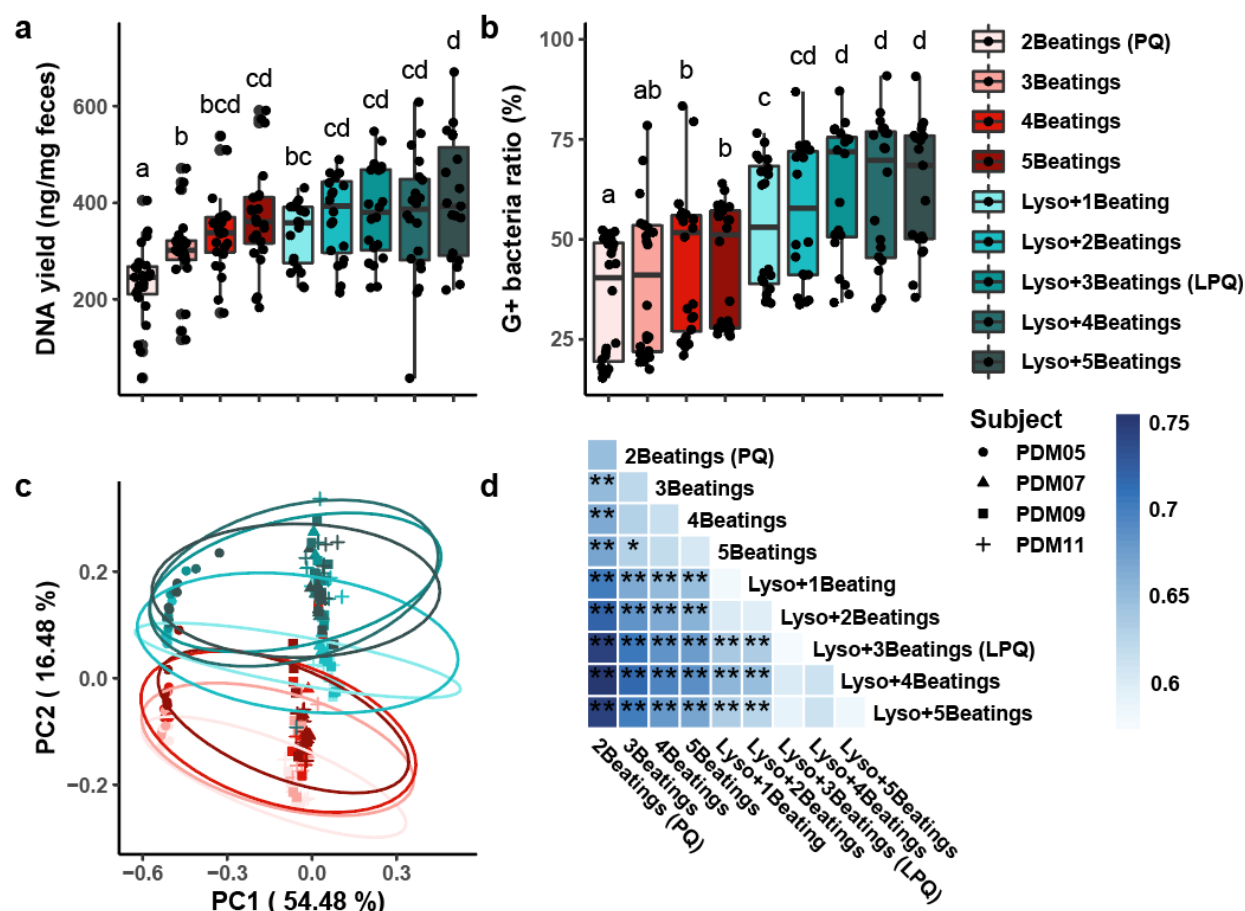 a
DNA yield (ng/mg feces)
600
400
200
a
b
bcd
cd
bc
cd
cd
cd
d
b
G+ bacteria ratio (%)
100
75
50
25
a
ab
b
b
c
cd
d
d
d
2Beatings (PQ)
3Beatings
4Beatings
5Beatings
Lyso+1Beating
Lyso+2Beatings
Lyso+3Beatings (LPQ)
Lyso+4Beatings
Lyso+5Beatings
Subject
PDM05
PDM07
PDM09
PDM11
0.75
0.7
0.65
0.6
c
PC2 ( 16.48 %)
0.2
0.0
−0.2
−0.6
−0.3
0.0
0.3
PC1 ( 54.48 %)
d
2Beatings (PQ)
** 3Beatings
** 4Beatings
** * 5Beatings
** ** ** ** Lyso+1Beating
** ** ** ** Lyso+2Beatings
** ** ** ** ** ** Lyso+3Beatings (LPQ)
** ** ** ** ** ** Lyso+4Beatings
** ** ** ** ** ** Lyso+5Beatings
2Beatings (PQ)
3Beatings
4Beatings
5Beatings
Lyso+1Beating
Lyso+2Beatings
Lyso+3Beatings (LPQ)
Lyso+4Beatings
Lyso+5Beatings